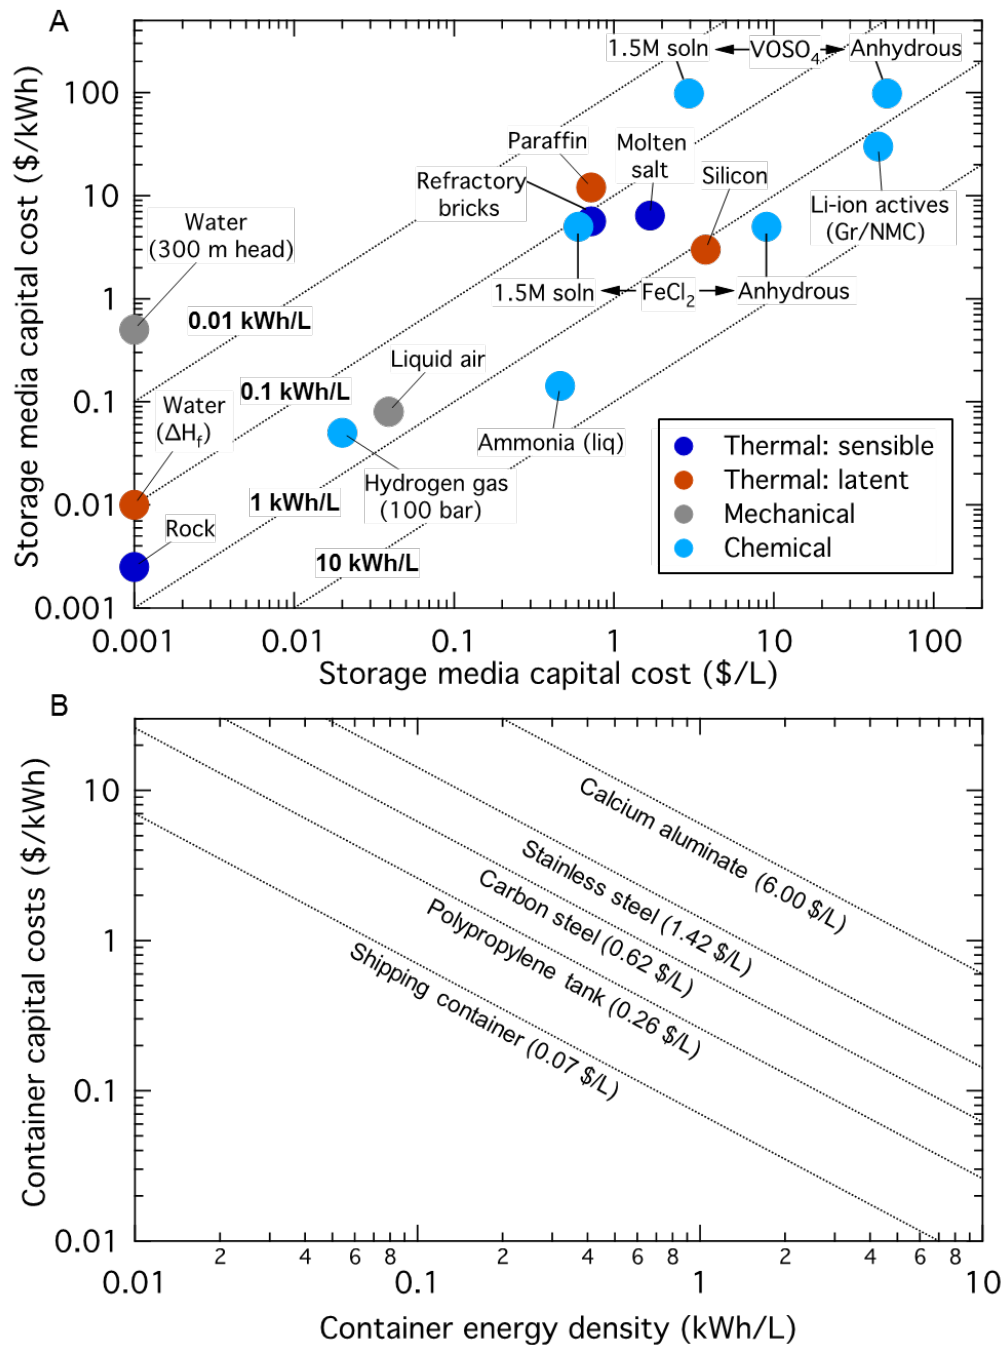 A
1.5M soln
VOSO₄
Anhydrous
100
Paraffin
Molten
salt
Refractory
bricks
Silicon
10
Water
(300 m head)
Li-ion actives
(Gr/NMC)
1.5M soln
FeCl₂
Anhydrous
1
0.01 kWh/L
Liquid air
0.1 kWh/L
0.1
Water
(ΔHf)
Ammonia (liq)
Thermal: sensible
Thermal: latent
Mechanical
Chemical
Hydrogen gas
(100 bar)
1 kWh/L
0.01
Rock
10 kWh/L
0.001
Storage media capital cost ($/kWh)
0.001
0.01
0.1
1
10
100
Storage media capital cost ($/L)
B
10
Calcium aluminate (6.00 $/L)
Stainless steel (1.42 $/L)
Carbon steel (0.62 $/L)
Polypropylene tank (0.26 $/L)
Shipping container (0.07 $/L)
1
0.1
0.01
Container capital costs ($/kWh)
2 4 6 8 2 4 6 8 2 4 6 8
0.01 0.1 1 10
Container energy density (kWh/L)